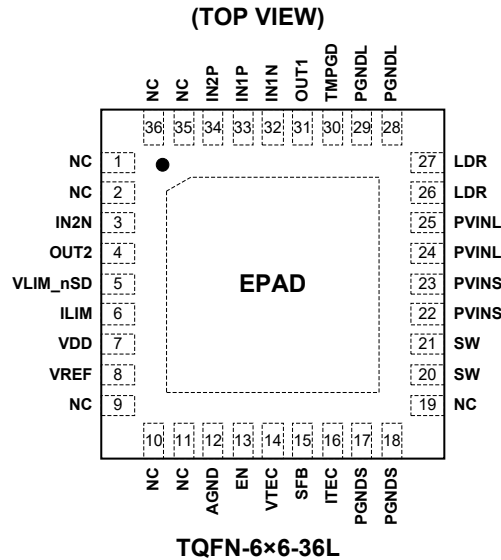 (TOP VIEW)
NC NC IN2P IN1P IN1N OUT1 TMPGD PGNDL PGNDL
36 35 34 33 32 31 30 29 28
NC 1 27 LDR
NC 2 26 LDR
IN2N 3 25 PVINL
OUT2 4 24 PVINL
VLIM_nSD 5 EPAD 23 PVINS
ILIM 6 22 PVINS
VDD 7 21 SW
VREF 8 20 SW
NC 9 19 NC
10 11 12 13 14 15 16 17 18
NC NC AGND EN VTEC SFB ITEC PGNDS PGNDS
TQFN-6×6-36L